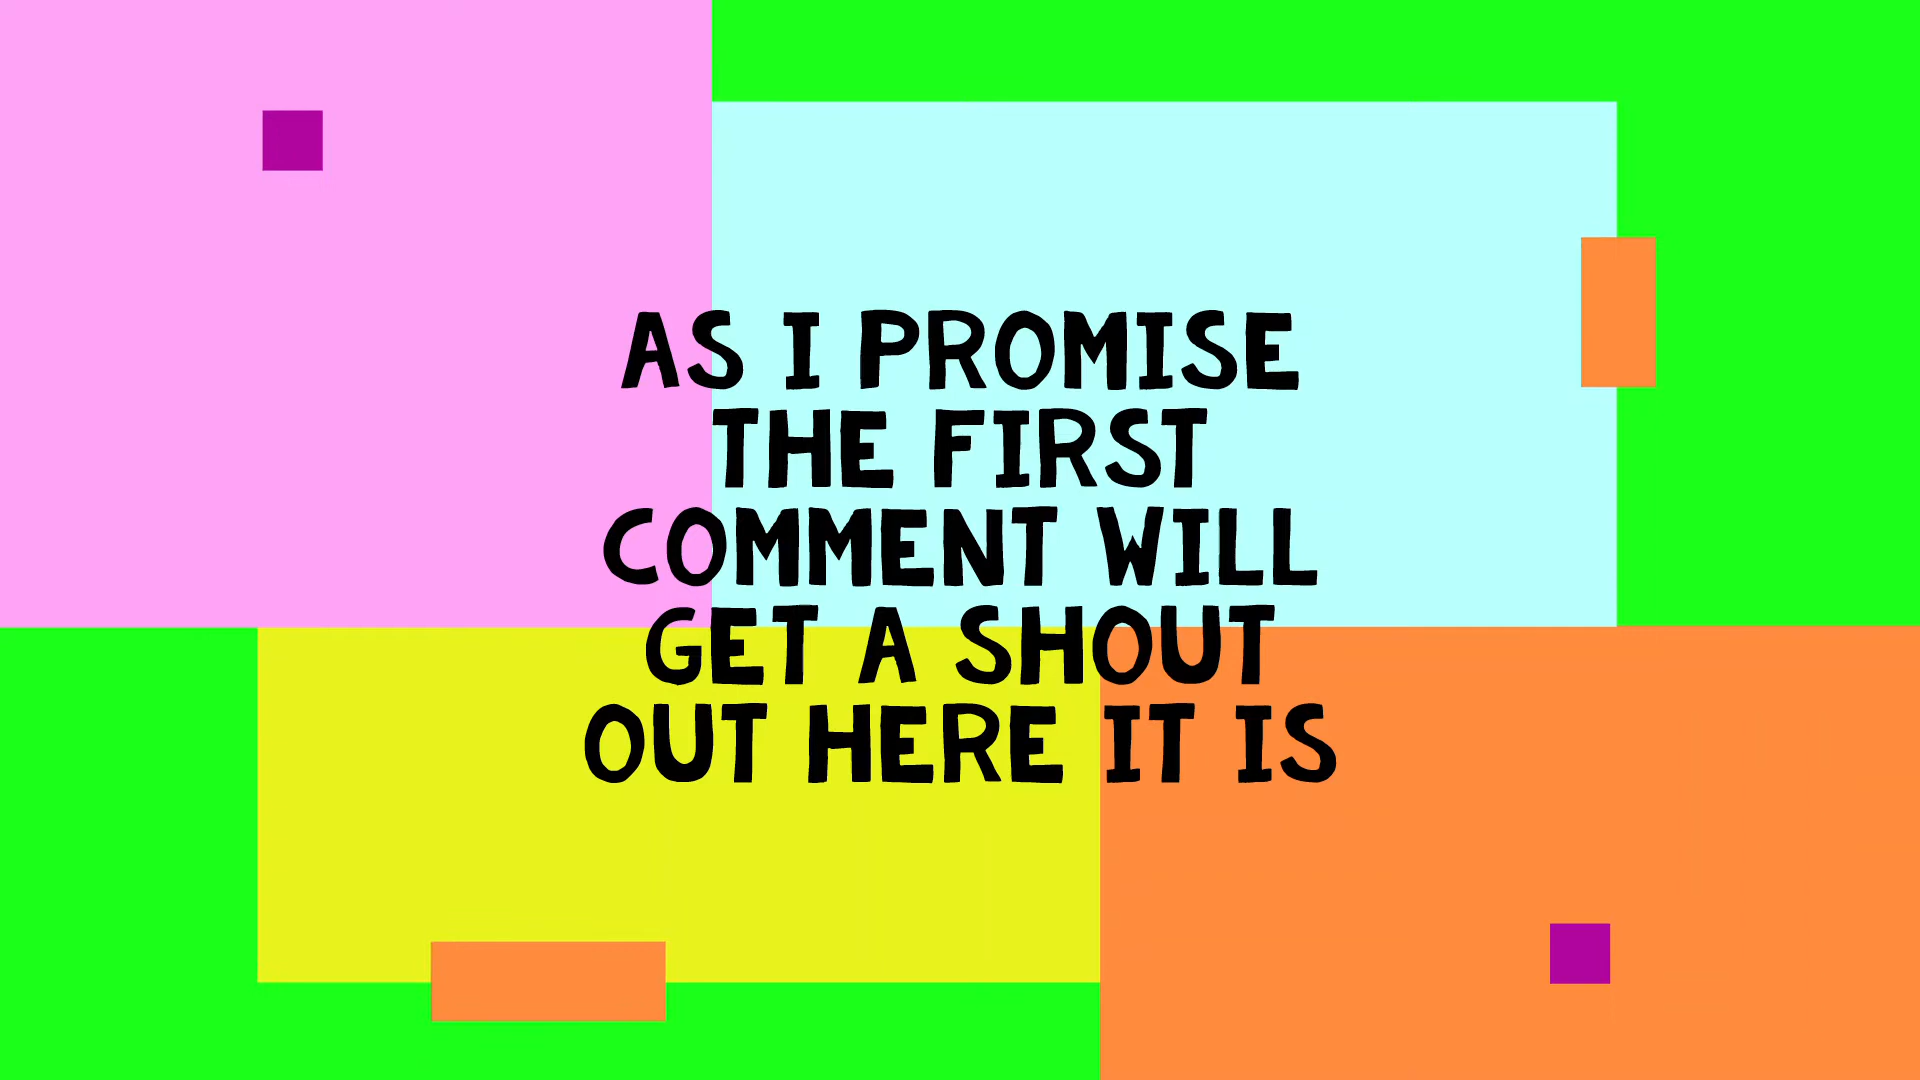 AS I PROMISE
THE FIRST
COMMENT WILL
GET A SHOUT
OUT HERE IT IS